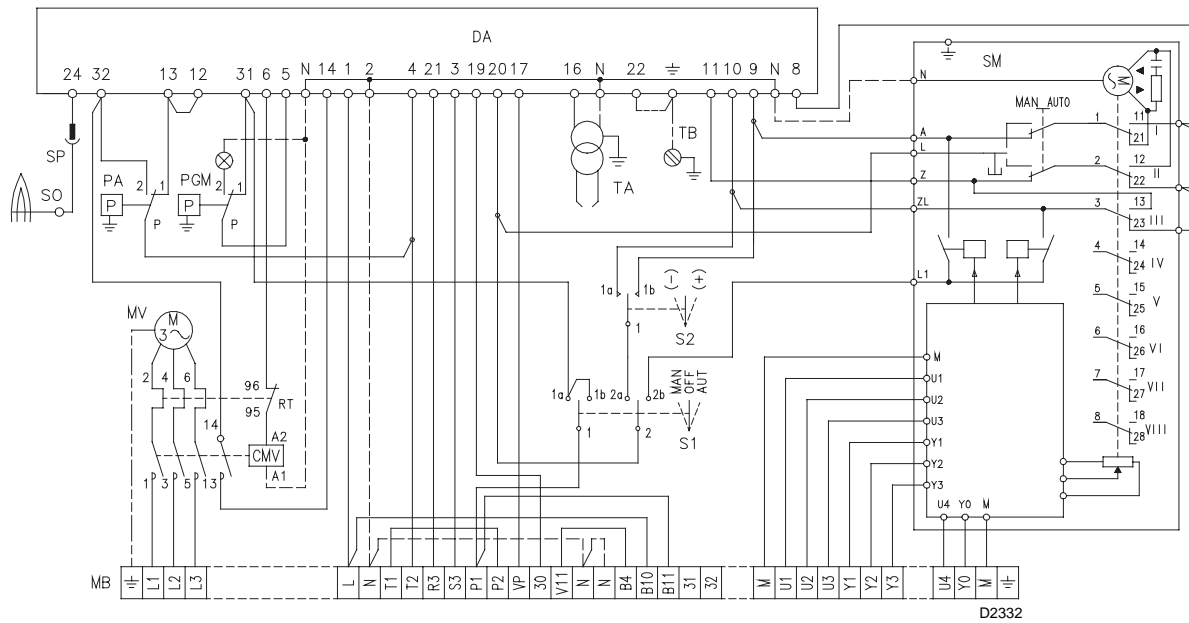 DA
24 32 13 12 31 6 5 N 14 1 2 4 21 3 19 20 17 16 N 22 11 10 9 N 8
SM
N
M
MAN AUTO
A
L
Z
ZL
L1
1 11 21 I
2 12 22 II
3 13 23 III
4 14 24 IV
5 15 25 V
6 16 26 VI
7 17 27 VII
8 18 28 VIII
SP
SO
PA
P
2 1
P
PGM
P
2 1
P
TA
TB
MV
M
3
2 4 6
14
96
95
RT
A2
CMV
A1
1 3 5 13
1a 1b
(-) (+)
1
S2
1a 1b 2a 2b
MAN
OFF
AUT
1 2
S1
M
U1
U2
U3
Y1
Y2
Y3
U4 Y0 M
MB L1 L2 L3 L N T1 T2 R3 S3 P1 P2 VP 30 V11 N N B4 B10 B11 31 32 M U1 U2 U3 Y1 Y2 Y3 U4 Y0 M
D2332